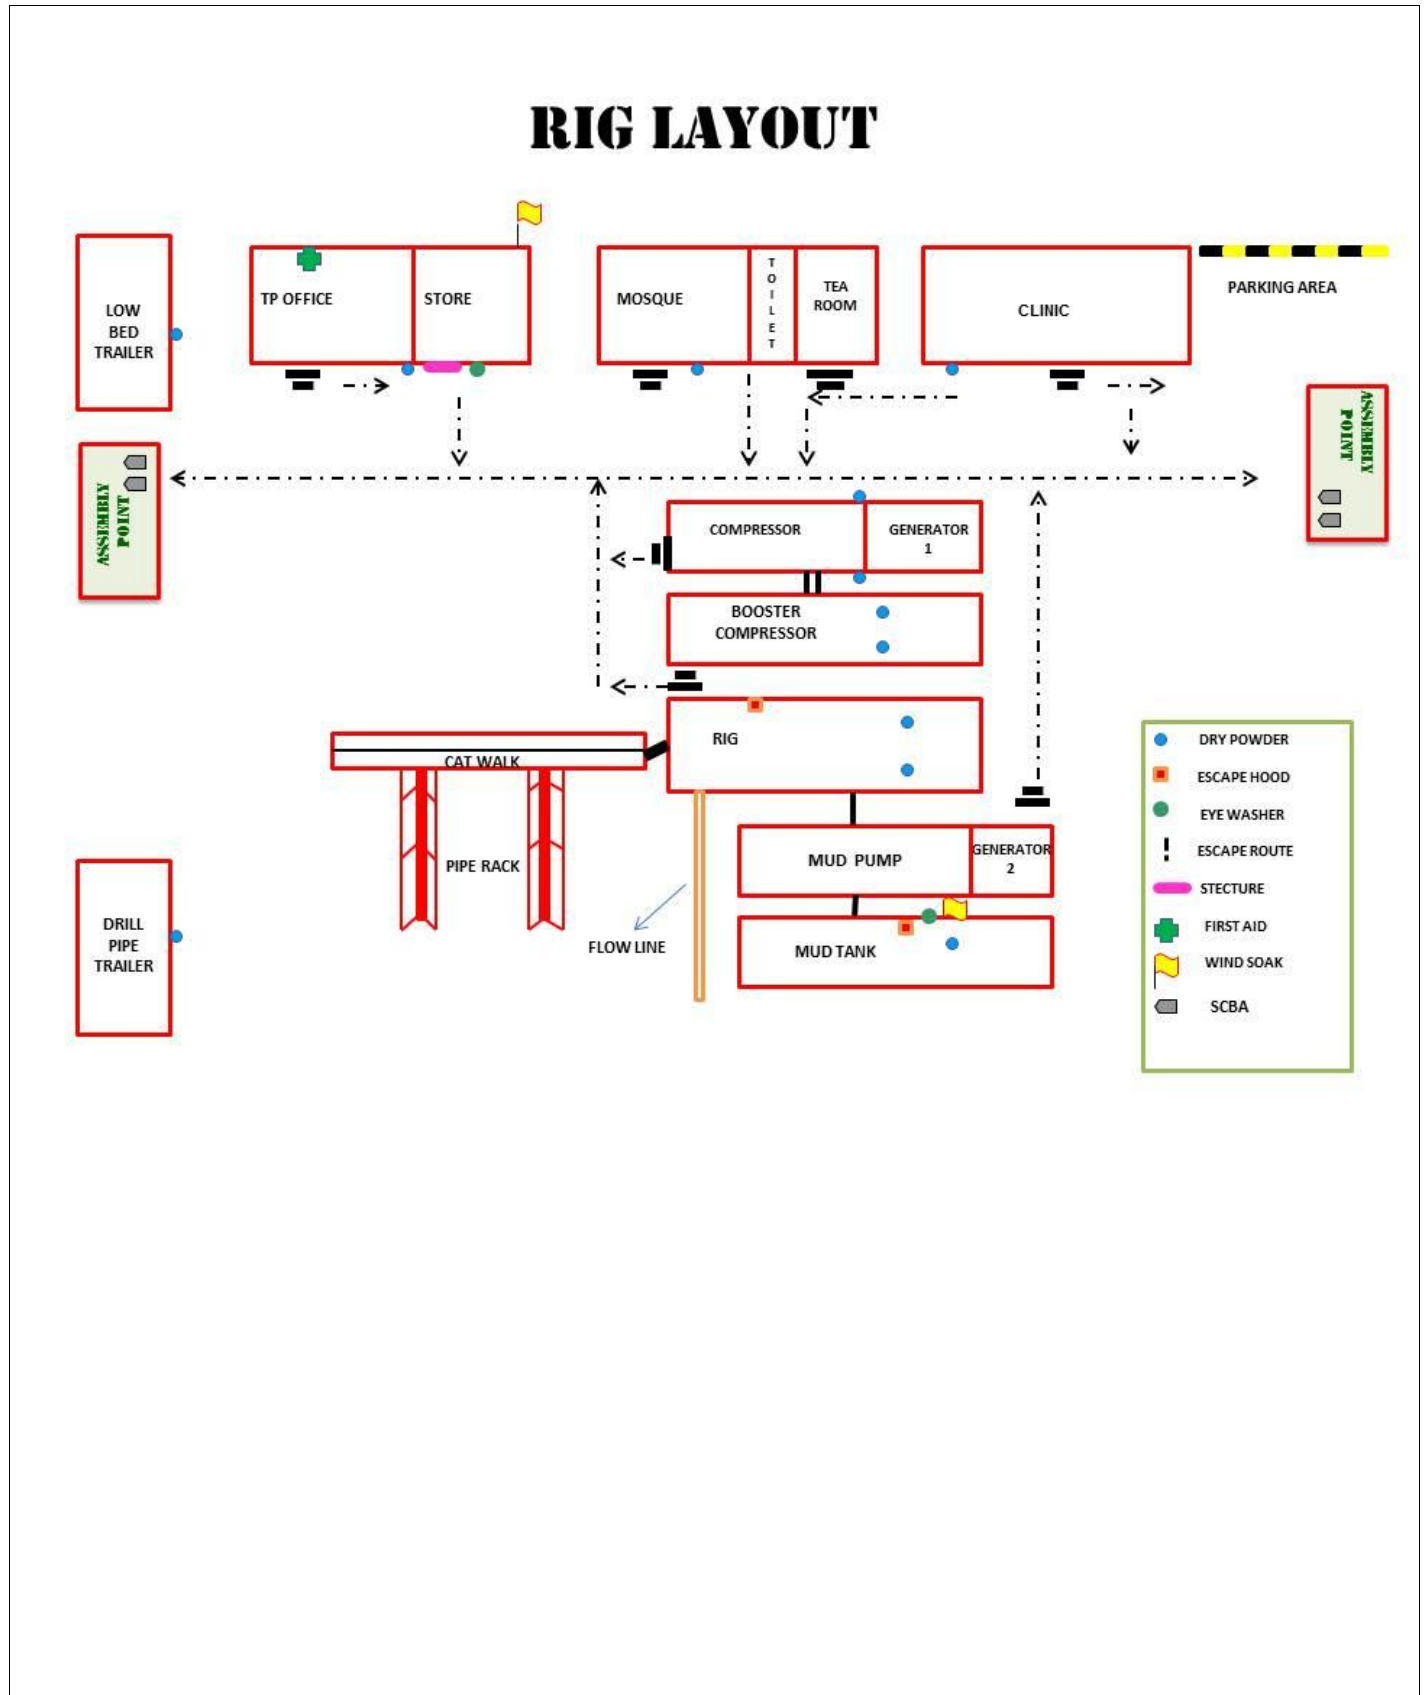 RIG LAYOUT
LOW
BED
TRAILER
TP OFFICE
STORE
MOSQUE
T
O
I
L
E
T
TEA
ROOM
CLINIC
PARKING AREA
ASSEMBLY
POINT
ASSEMBLY
POINT
COMPRESSOR
GENERATOR
1
BOOSTER
COMPRESSOR
RIG
CAT WALK
PIPE RACK
MUD PUMP
GENERATOR
2
FLOW LINE
MUD TANK
DRILL
PIPE
TRAILER
DRY POWDER
ESCAPE HOOD
EYE WASHER
ESCAPE ROUTE
STECTURE
FIRST AID
WIND SOAK
SCBA